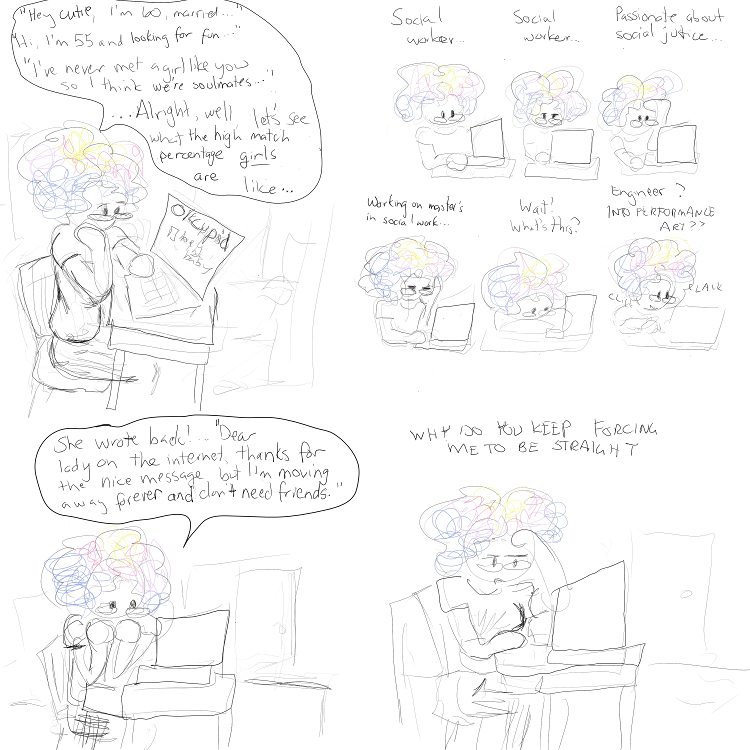 "Hey cutie, I'm 60, married..."
"Hi, I'm 55 and looking for fun..."
"I've never met a girl like you
so I think we're soulmates..."
...Alright, well, let's see
what the high match
percentage girls
are like...
OKCupid
Social
worker...
Social
worker...
Passionate about
social justice...
Working on master's
in social work...
Wait!
What's this?
Engineer?
INTO PERFORMANCE
ART??
CLACK
She wrote back!... "Dear
lady on the internet, thanks for
the nice message, but I'm moving
away forever and don't need friends."
WHY DO YOU KEEP FORCING
ME TO BE STRAIGHT